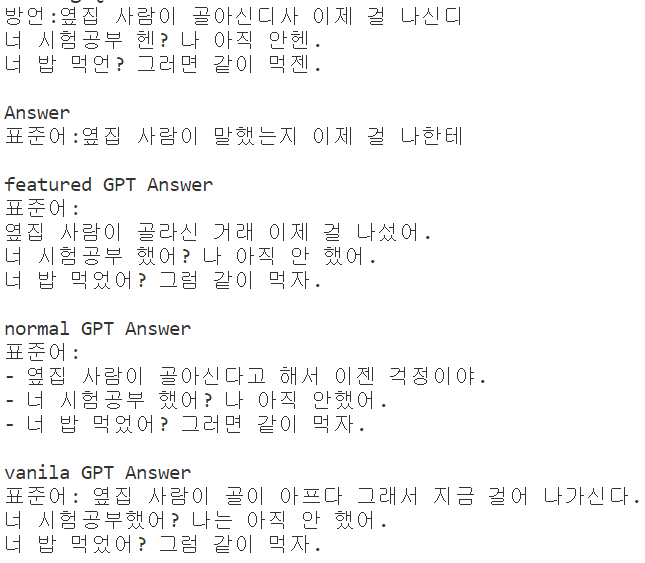 방언:옆집 사람이 골아신디사 이제 걸 나신디
너 시험공부 헨? 나 아직 안헨.
너 밥 먹언? 그러면 같이 먹젠.
Answer
표준어:옆집 사람이 말했는지 이제 걸 나한테
featured GPT Answer
표준어:
옆집 사람이 골라신 거래 이제 걸 나섰어.
너 시험공부 했어? 나 아직 안 했어.
너 밥 먹었어? 그럼 같이 먹자.
normal GPT Answer
표준어:
- 옆집 사람이 골아신다고 해서 이젠 걱정이야.
- 너 시험공부 했어? 나 아직 안했어.
- 너 밥 먹었어? 그러면 같이 먹자.
vanila GPT Answer
표준어: 옆집 사람이 골이 아프다 그래서 지금 걸어 나가신다.
너 시험공부했어? 나는 아직 안 했어.
너 밥 먹었어? 그럼 같이 먹자.